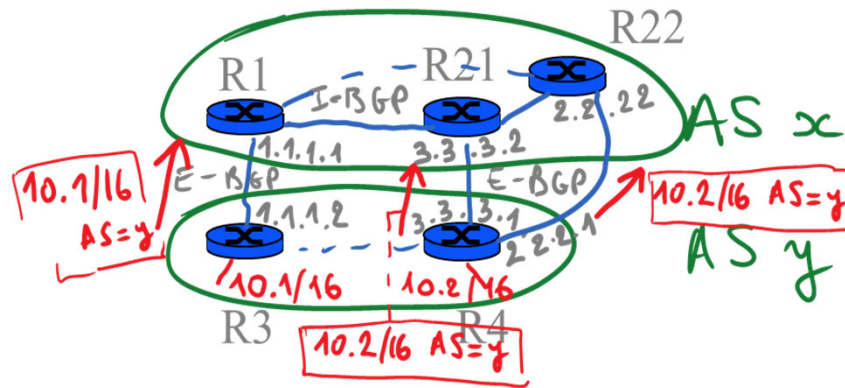 R22
R1
R21
I-BGP
2.2.2.22
AS x
1.1.1.1
3.3.3.2
10.1/16
AS=y
E-BGP
E-BGP
10.2/16 AS=y
1.1.1.2
3.3.3.1
2.2.2.1
AS y
10.1/16
10.2/16
R3
R4
10.2/16 AS=y